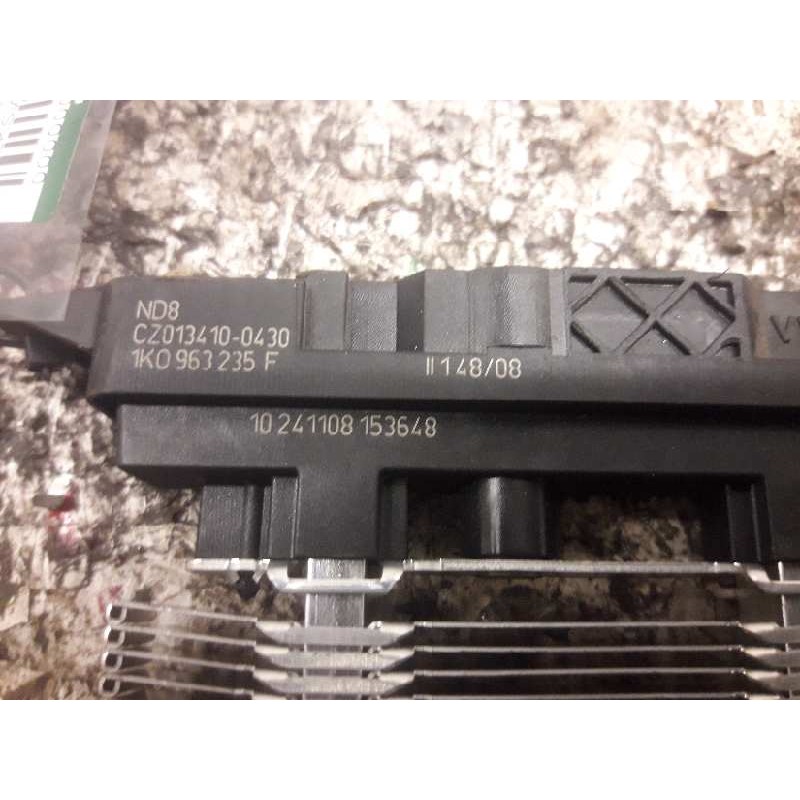 ND8
CZ013410-0430
1K0 963 235 F
II 148/08
10 241108 153648